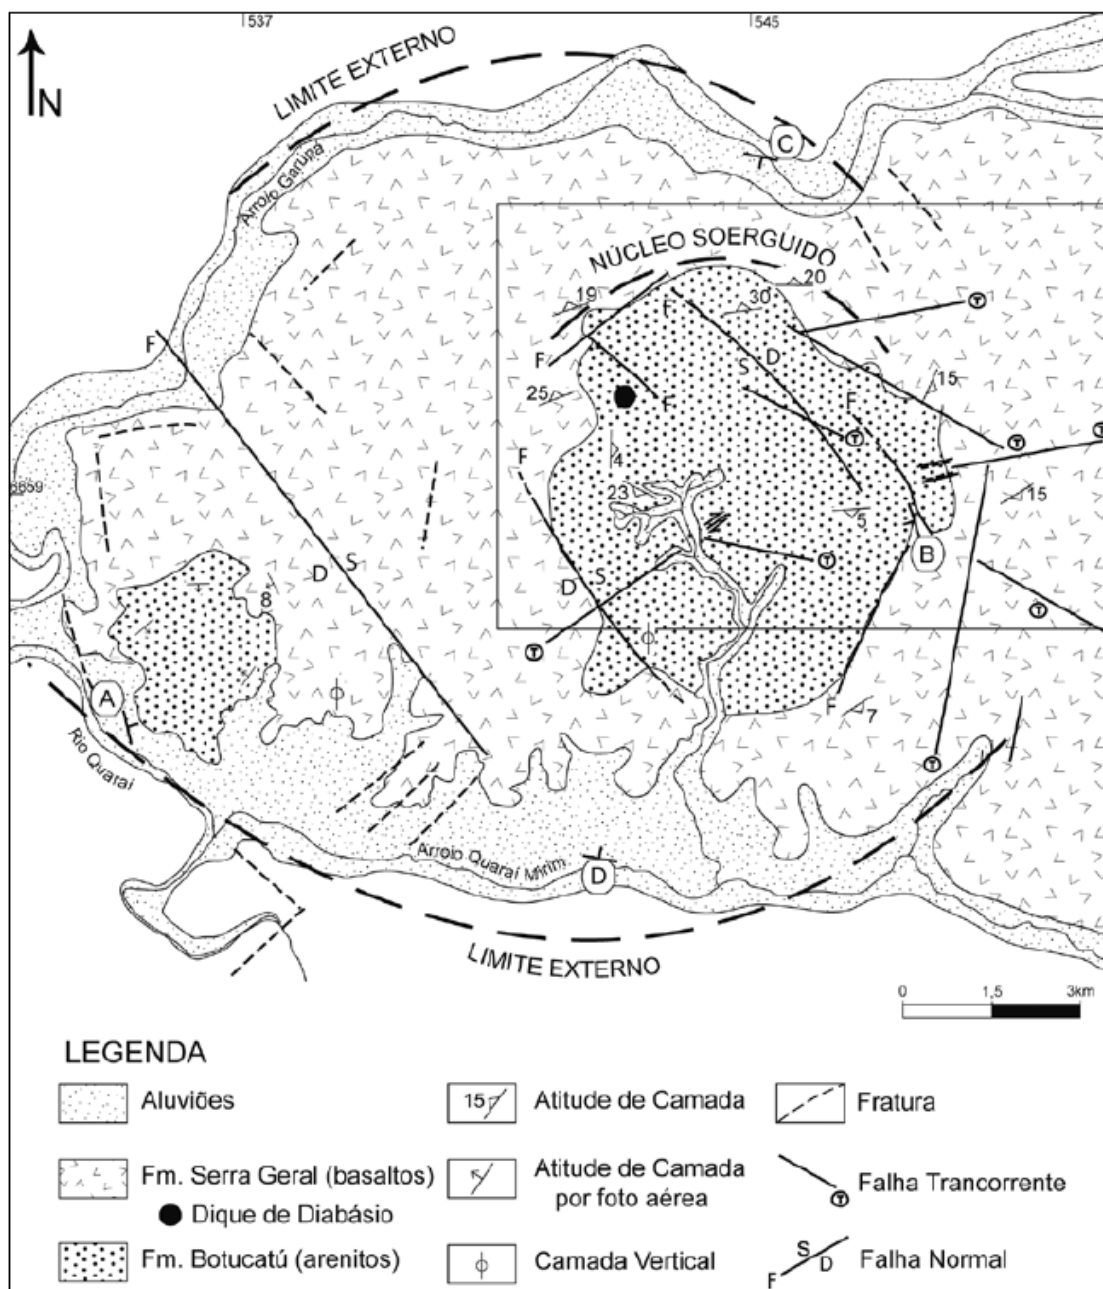 537
545
N
LIMITE EXTERNO
Arroio Garupá
C
NÚCLEO SOERGUIDO
20
19
30
F
T
F
F
D
S
15
25
F
F
T
T
T
F
4
6659
23
15
5
B
D
S
D
S
T
8
T
T
A
F
7
T
Rio Quaraí
Arroio Quaraí Mirim
D
LIMITE EXTERNO
0
1,5
3km
LEGENDA
Aluviões
15
Atitude de Camada
Fratura
Fm. Serra Geral (basaltos)
Atitude de Camada
por foto aérea
T
Falha Trancorrente
Dique de Diabásio
Fm. Botucatú (arenitos)
Camada Vertical
S
D
F
Falha Normal